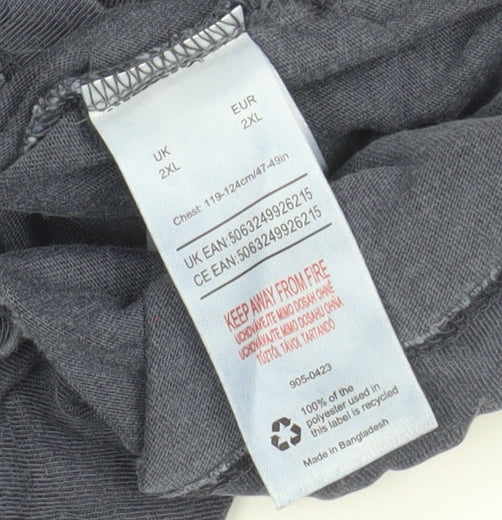 UK EUR
2XL 2XL
Chest: 119-124cm/47-49in
UK EAN:5063249926215
CE EAN:5063249926215
KEEP AWAY FROM FIRE
UCHOVÁVEJTE MIMO DOSAH OHNĚ
UCHOVÁVAJTE MIMO DOSAHU OHŇA
TŰZTŐL TÁVOL TARTANDÓ
905-0423
100% of the
polyester used in
this label is recycled
Made in Bangladesh